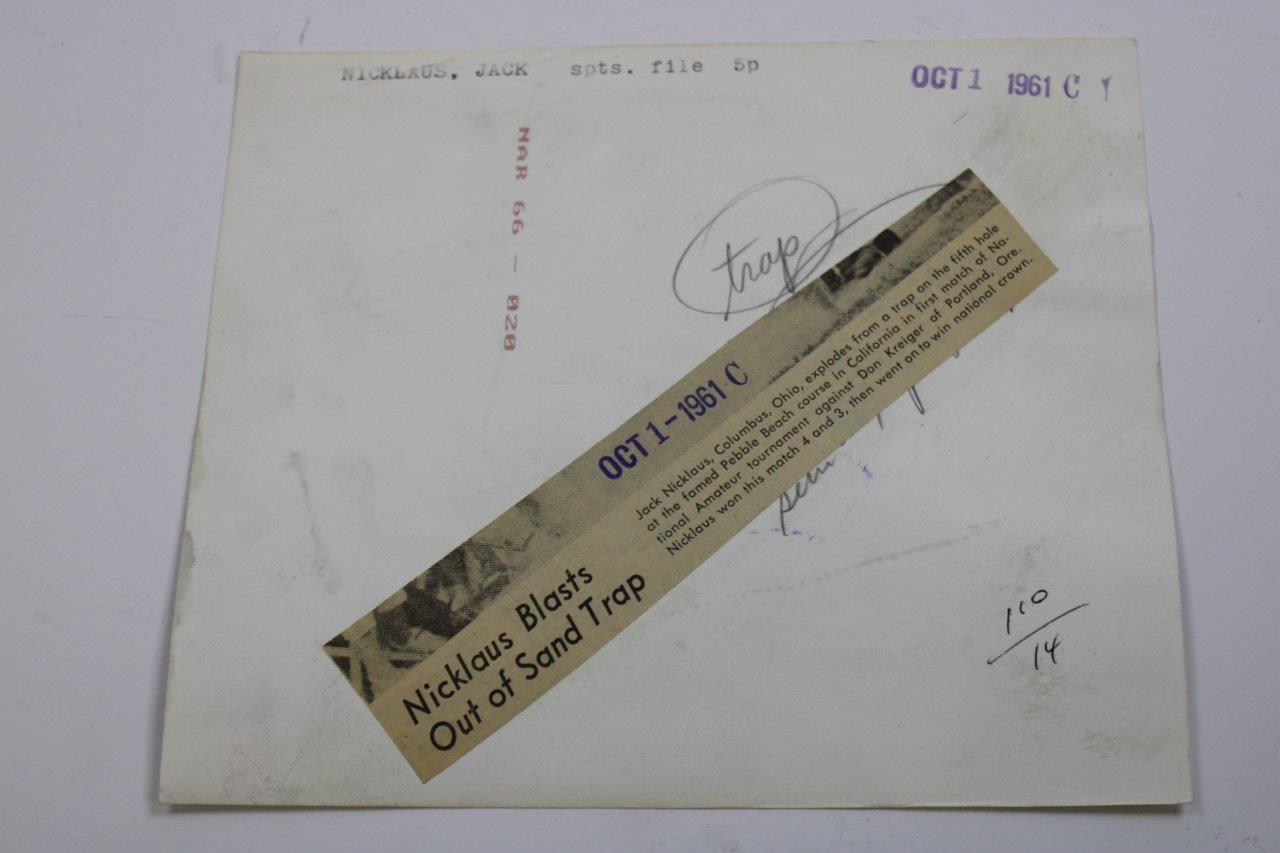 NICKLAUS, JACK spts. file 5p
OCT 1 1961 C
NAR 66 - 020
trap
OCT 1-1961 C
Jack Nicklaus, Columbus, Ohio, explodes from a trap on the fifth hole
at the famed Pebble Beach course in California in first match of Na-
tional Amateur tournament against Don Kreiger of Portland, Ore.
Nicklaus won this match 4 and 3, then went on to win national crown.
Nicklaus Blasts
Out of Sand Trap
110
14